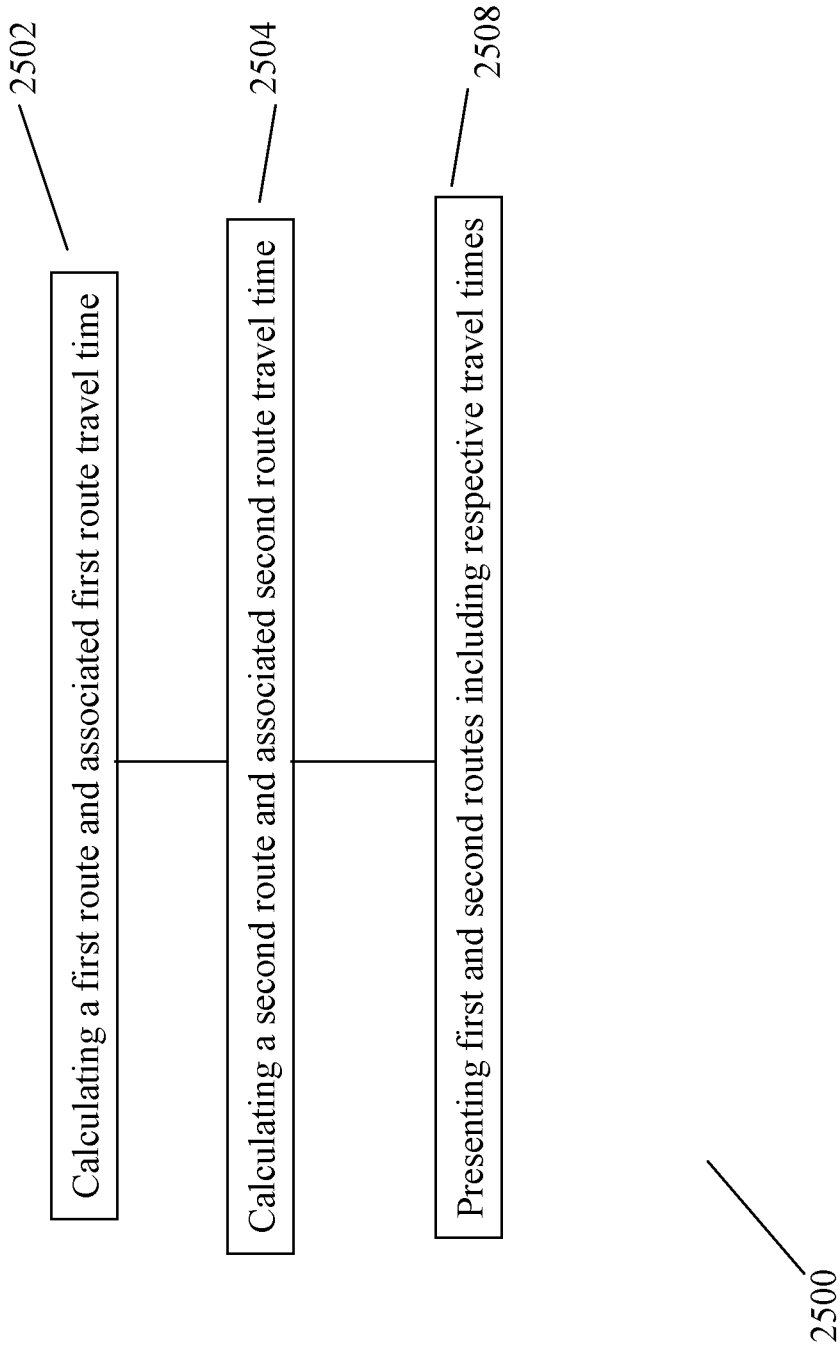 2502
Calculating a first route and associated first route travel time
2504
Calculating a second route and associated second route travel time
2508
Presenting first and second routes including respective travel times
2500